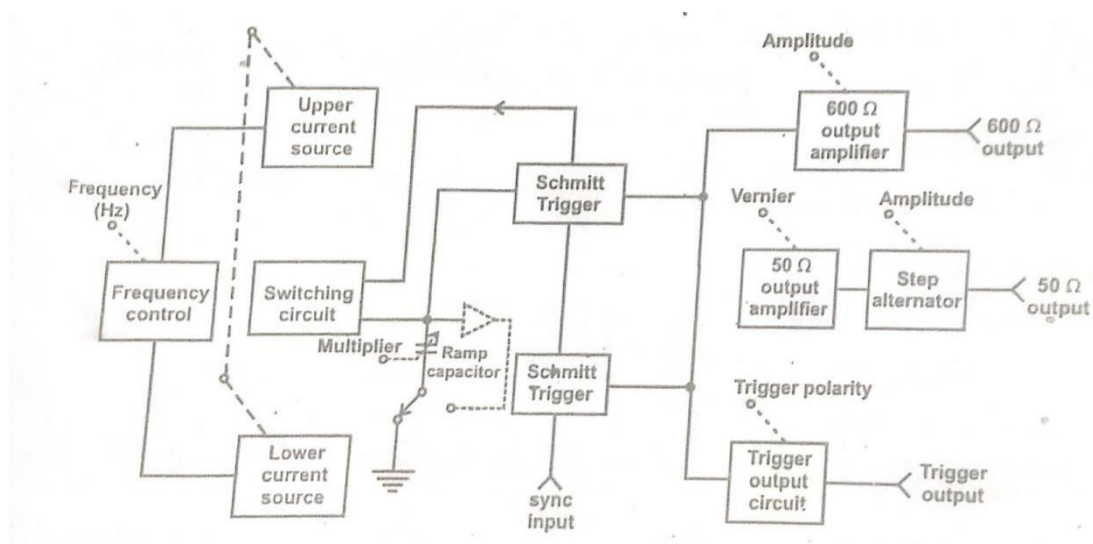 Amplitude
600 Ω
output
amplifier
600 Ω
output
Upper
current
source
Schmitt
Trigger
Frequency
(Hz)
Vernier
Amplitude
Frequency
control
Switching
circuit
50 Ω
output
amplifier
Step
alternator
50 Ω
output
Multiplier
Ramp
capacitor
Schmitt
Trigger
Trigger polarity
Lower
current
source
Trigger
output
circuit
Trigger
output
sync
input